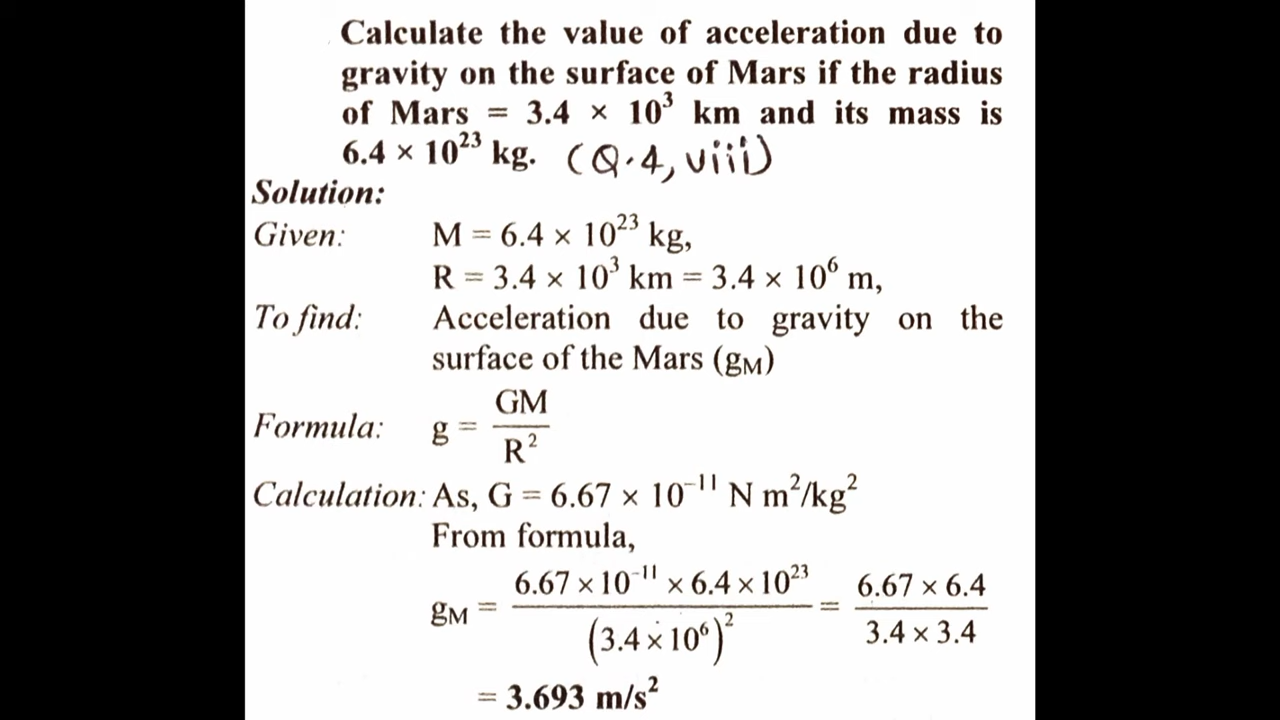 Calculate the value of acceleration due to
gravity on the surface of Mars if the radius
of Mars = 3.4 × 10³ km and its mass is
6.4 × 10²³ kg. (Q.4, viii)
Solution:
Given: M = 6.4 × 10²³ kg,
R = 3.4 × 10³ km = 3.4 × 10⁶ m,
To find: Acceleration due to gravity on the
surface of the Mars (gM)
Formula: g = GM / R²
Calculation: As, G = 6.67 × 10⁻¹¹ N m²/kg²
From formula,
gM = 6.67 × 10⁻¹¹ × 6.4 × 10²³ / (3.4 × 10⁶)² = 6.67 × 6.4 / 3.4 × 3.4
= 3.693 m/s²